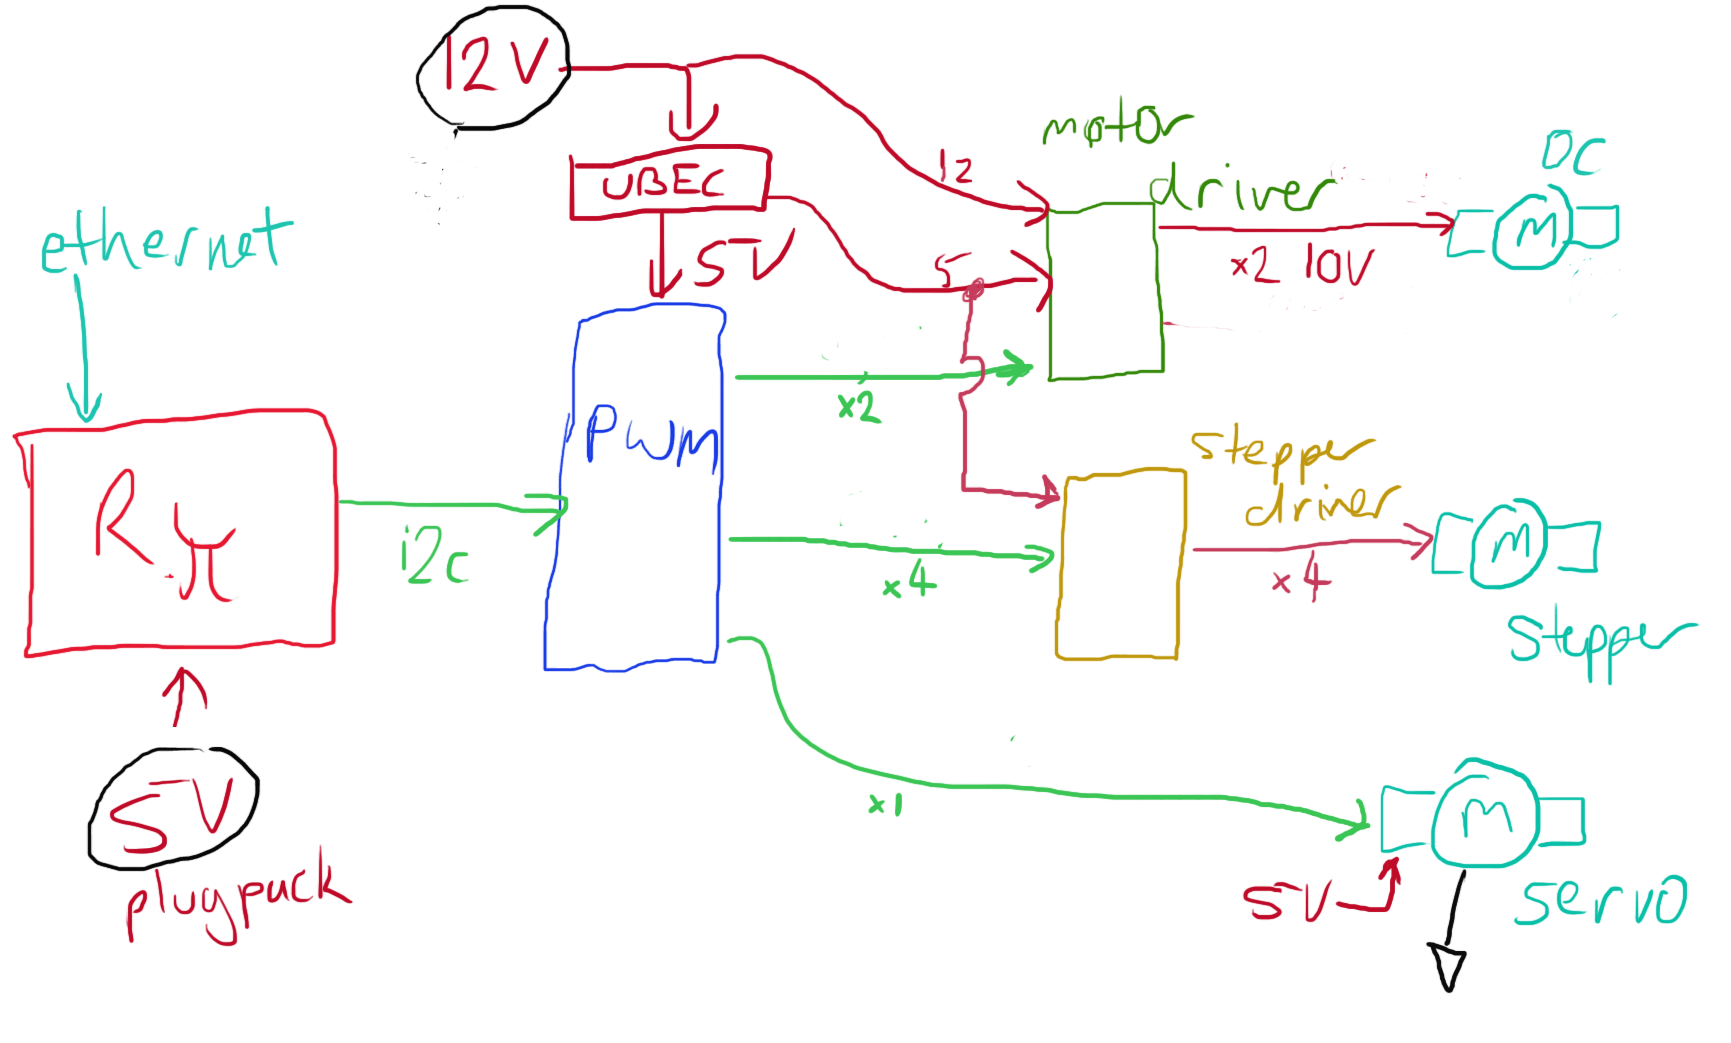 12V
UBEC
5V
12
5
motor
driver
x2 10V
DC
M
ethernet
Rπ
i2c
PWM
x2
x4
stepper
driver
x4
M
Stepper
5V
plugpack
x1
M
5V
servo